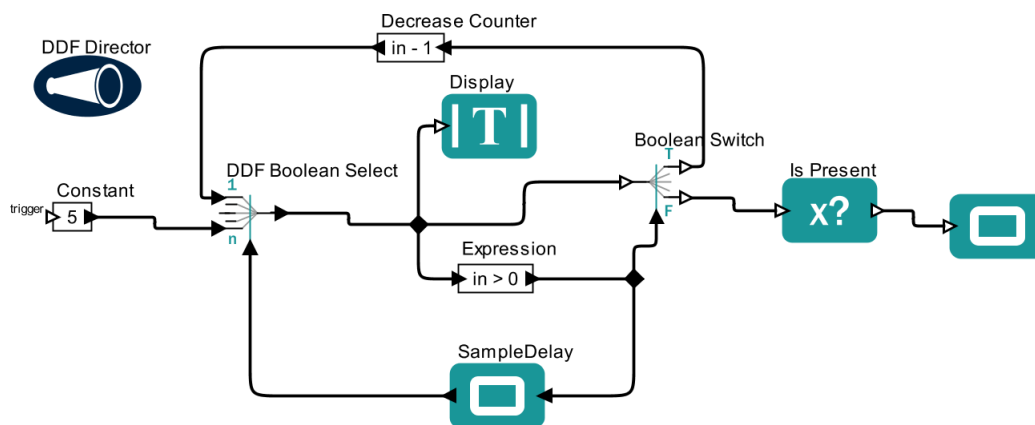 Decrease Counter
DDF Director
in - 1
Display
T
Boolean Switch
T
DDF Boolean Select
Is Present
Constant
1
trigger
5
x?
n
F
Expression
in > 0
SampleDelay